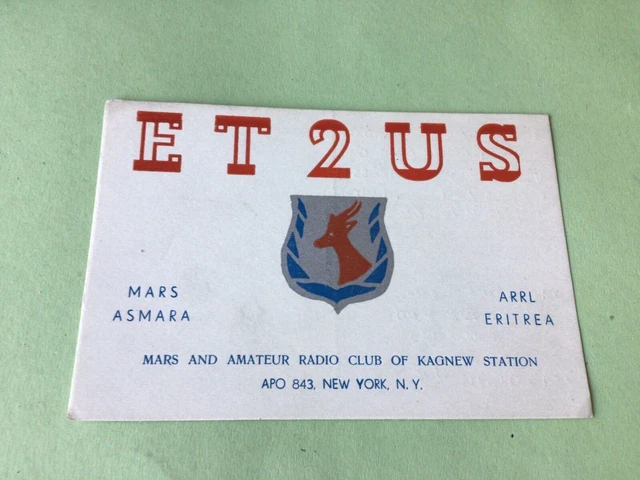 ET2US
MARS
ASMARA
ARRL
ERITREA
MARS AND AMATEUR RADIO CLUB OF KAGNEW STATION
APO 843, NEW YORK, N. Y.